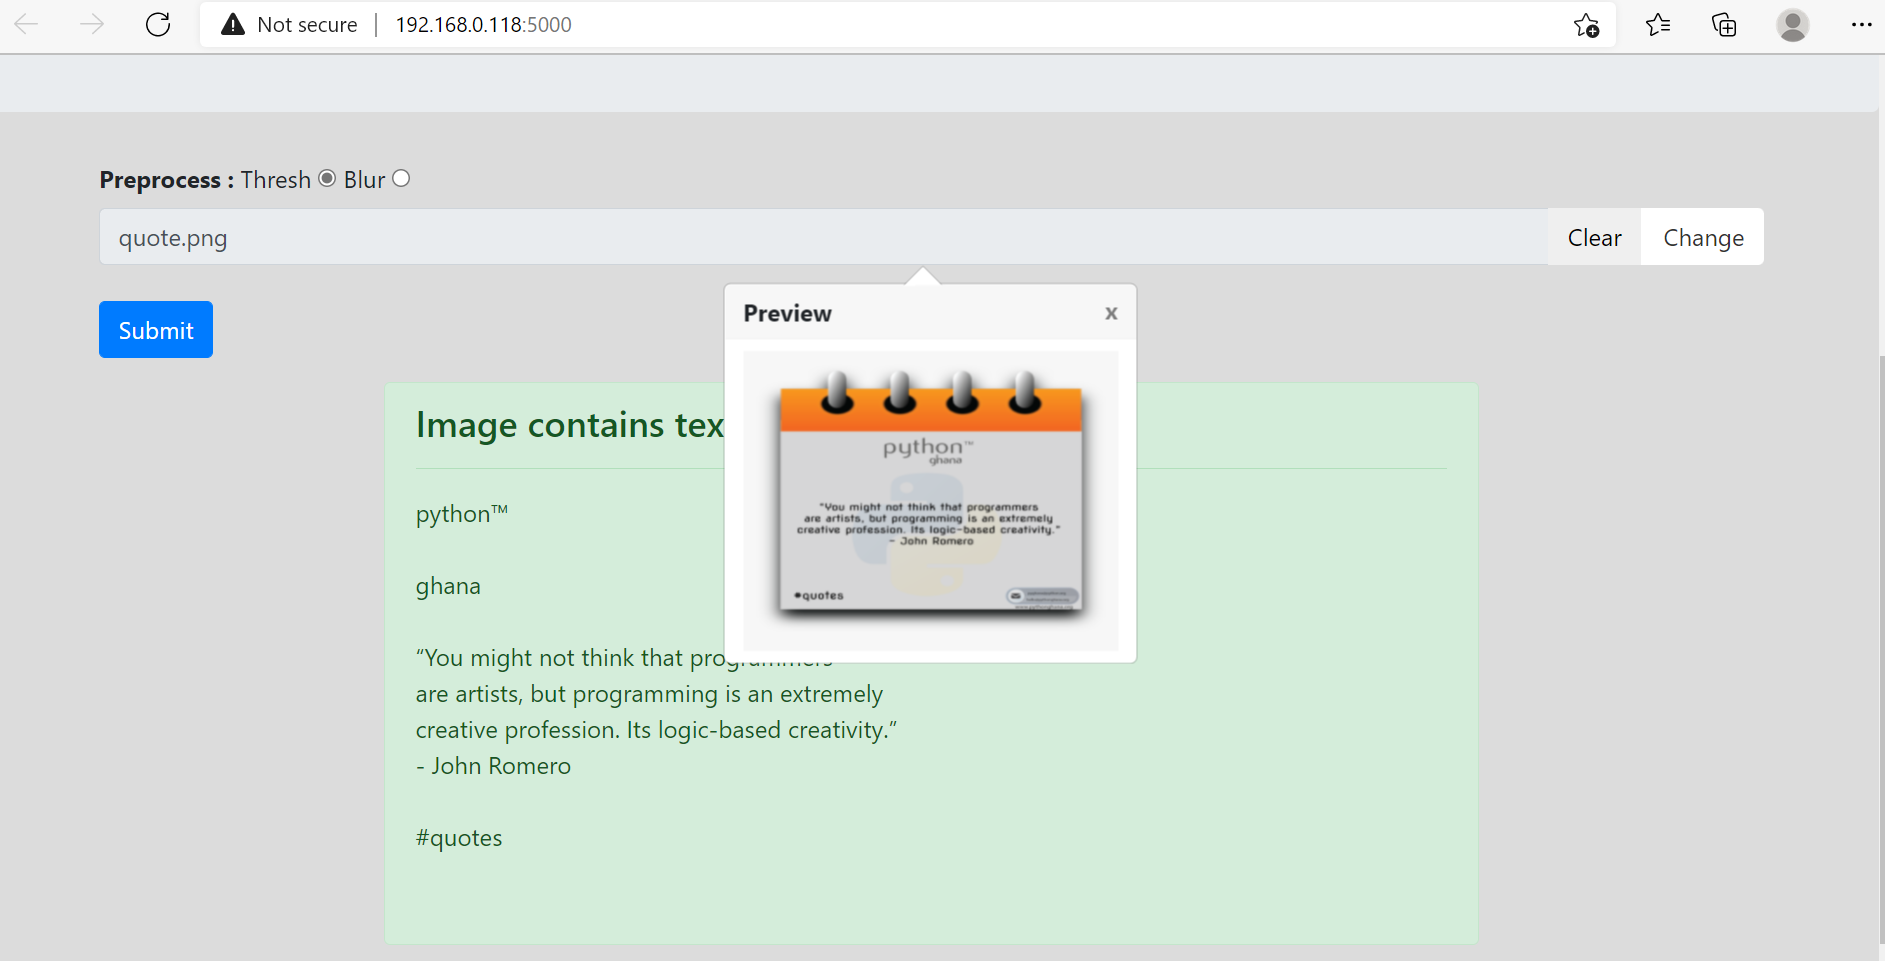 Not secure
192.168.0.118:5000
Preprocess : Thresh Blur
quote.png
Clear
Change
Submit
Preview
x
python™
ghana
"You might not think that programmers
are artists, but programming is an extremely
creative profession. Its logic-based creativity."
- John Romero
#quotes
Image contains tex
python™
ghana
“You might not think that programmers
are artists, but programming is an extremely
creative profession. Its logic-based creativity.”
- John Romero
#quotes